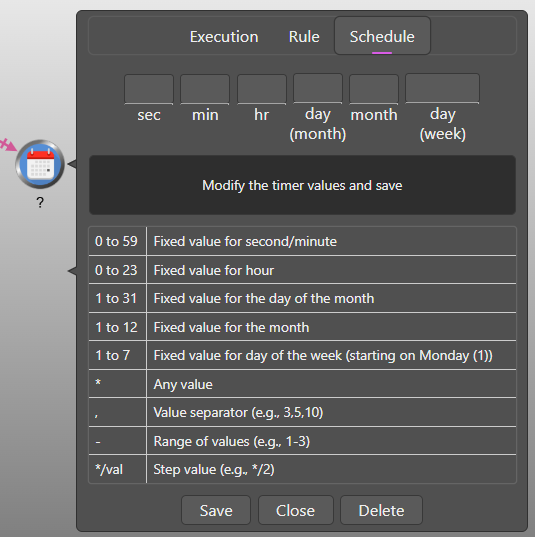 Execution Rule Schedule
sec min hr day month day
(month) (week)
?
Modify the timer values and save
0 to 59 Fixed value for second/minute
0 to 23 Fixed value for hour
1 to 31 Fixed value for the day of the month
1 to 12 Fixed value for the month
1 to 7 Fixed value for day of the week (starting on Monday (1))
* Any value
, Value separator (e.g., 3,5,10)
- Range of values (e.g., 1-3)
*/val Step value (e.g., */2)
Save Close Delete